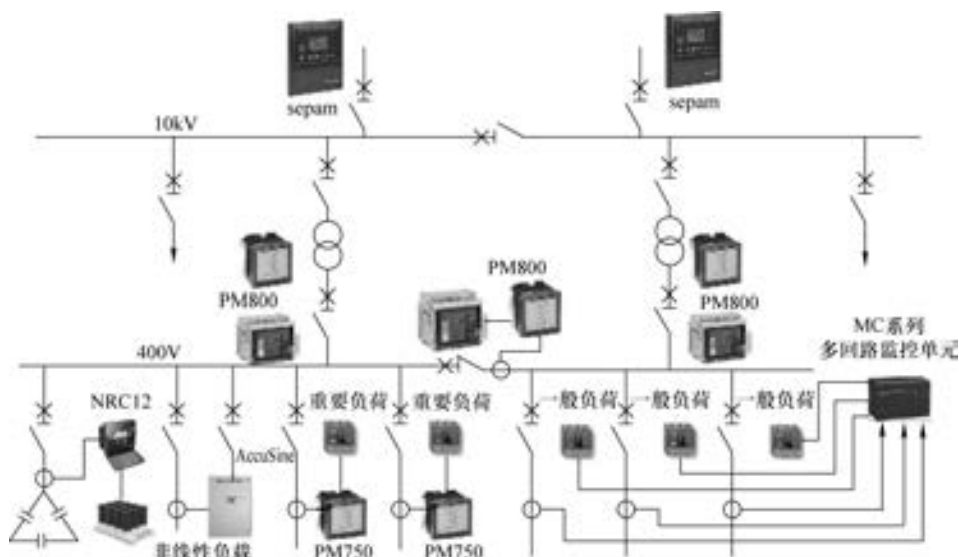 sepam
sepam
10kV
PM800
PM800
PM800
400V
MC系列
多回路监控单元
NRC12
重要负荷
重要负荷
一般负荷
一般负荷
一般负荷
AccuSine
非线性负载
PM750
PM750